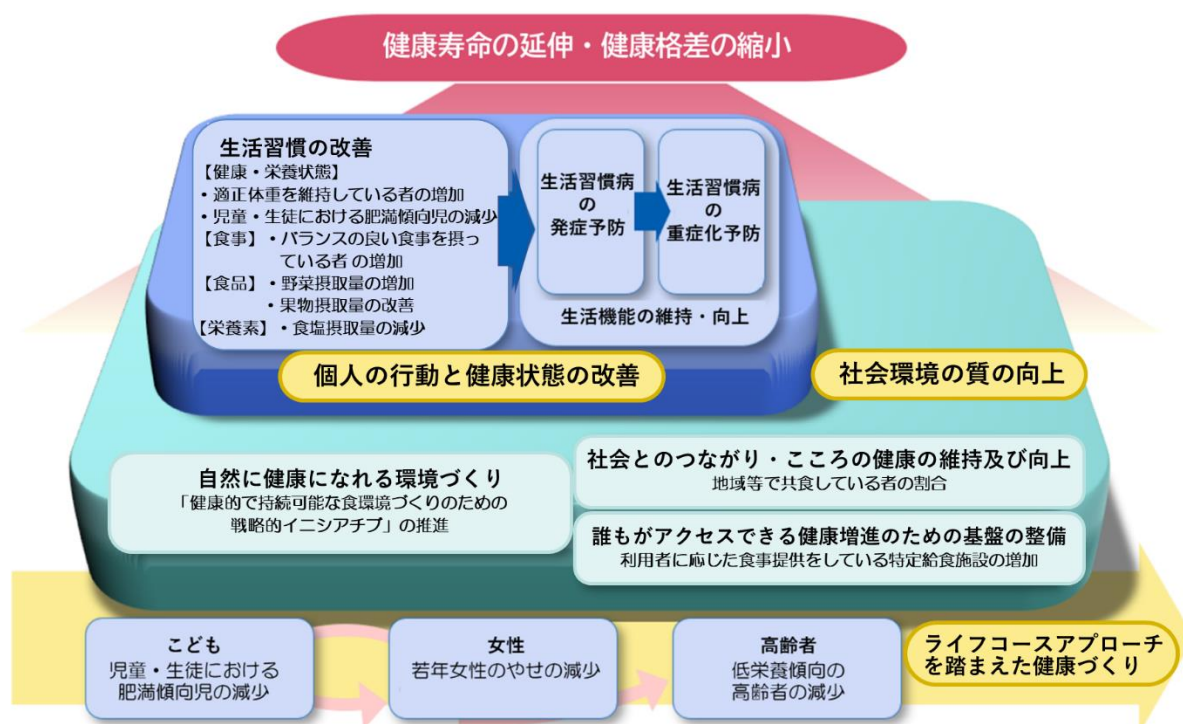 健康寿命の延伸・健康格差の縮小
生活習慣の改善
【健康・栄養状態】
・適正体重を維持している者の増加
・児童・生徒における肥満傾向児の減少
【食事】・バランスの良い食事を摂っ
ている者 の増加
【食品】・野菜摂取量の増加
・果物摂取量の改善
【栄養素】・食塩摂取量の減少
生活習慣病
の
発症予防
生活習慣病
の
重症化予防
生活機能の維持・向上
個人の行動と健康状態の改善
社会環境の質の向上
自然に健康になれる環境づくり
「健康的で持続可能な食環境づくりのための
戦略的イニシアチブ」の推進
社会とのつながり・こころの健康の維持及び向上
地域等で共食している者の割合
誰もがアクセスできる健康増進のための基盤の整備
利用者に応じた食事提供をしている特定給食施設の増加
こども
児童・生徒における
肥満傾向児の減少
女性
若年女性のやせの減少
高齢者
低栄養傾向の
高齢者の減少
ライフコースアプローチ
を踏まえた健康づくり